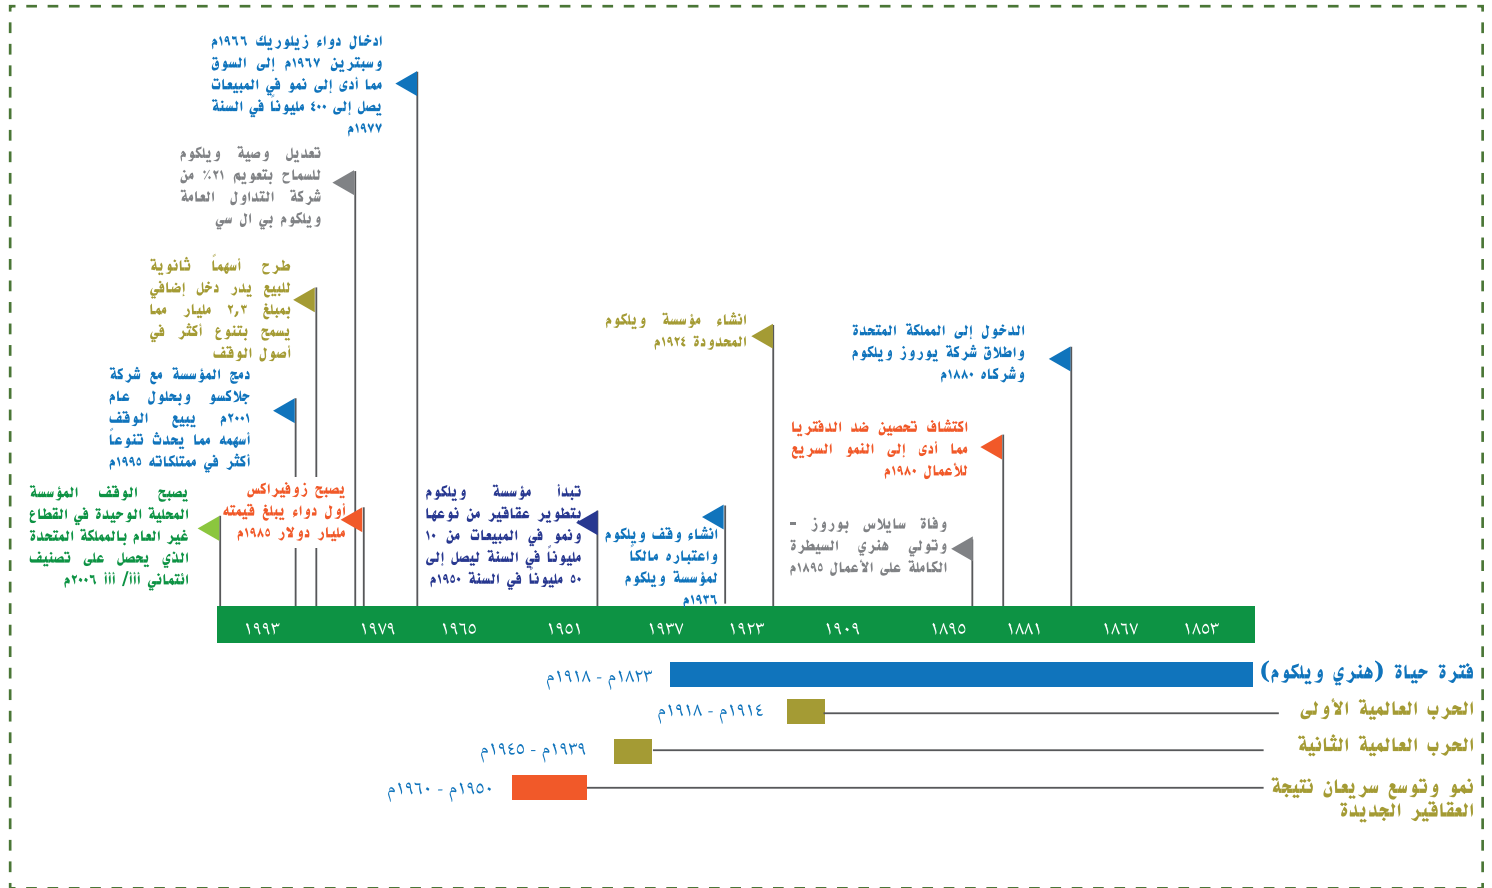 ادخال دواء زيلوريك ١٩٦٦م
وسبترين ١٩٦٧م إلى السوق
مما أدى إلى نمو في المبيعات
يصل إلى ٤٠٠ مليوناً في السنة
١٩٧٧م
تعديل وصية ويلكوم
للسماح بتعويم ٢١٪ من
شركة التداول العامة
ويلكوم بي ال سي
طرح أسهماً ثانوية
للبيع يدر دخل إضافي
بمبلغ ٢,٣ مليار مما
يسمح بتنوع أكثر في
أصول الوقف
دمج المؤسسة مع شركة
جلاكسو وبحلول عام
٢٠٠١م يبيع الوقف
أسهمه مما يحدث تنوعاً
أكثر في ممتلكاته ١٩٩٥م
يصبح الوقف المؤسسة
المحلية الوحيدة في القطاع
غير العام بالمملكة المتحدة
الذي يحصل على تصنيف
ائتماني iii /iii ٢٠٠٦م
يصبح زوفيراكس
أول دواء يبلغ قيمته
مليار دولار ١٩٨٥م
تبدأ مؤسسة ويلكوم
بتطوير عقاقير من نوعها
ونمو في المبيعات من ١٠
مليوناً في السنة ليصل إلى
٥٠ مليوناً في السنة ١٩٥٠م
انشاء مؤسسة ويلكوم
المحدودة ١٩٢٤م
انشاء وقف ويلكوم
واعتباره مالكاً
لمؤسسة ويلكوم
١٩٣٦م
الدخول إلى المملكة المتحدة
واطلاق شركة يوروز ويلكوم
وشركاه ١٨٨٠م
اكتشاف تحصين ضد الدفتريا
مما أدى إلى النمو السريع
للأعمال ١٩٨٠م
وفاة سايلاس بوروز -
وتولي هنري السيطرة
الكاملة على الأعمال ١٨٩٥م
١٨٥٣ ١٨٦٧ ١٨٨١ ١٨٩٥ ١٩٠٩ ١٩٢٣ ١٩٣٧ ١٩٥١ ١٩٦٥ ١٩٧٩ ١٩٩٣
فترة حياة (هنري ويلكوم)
١٨٢٣م - ١٩١٨م
الحرب العالمية الأولى
١٩١٤م - ١٩١٨م
الحرب العالمية الثانية
١٩٣٩م - ١٩٤٥م
نمو وتوسع سريعان نتيجة
العقاقير الجديدة
١٩٥٠م - ١٩٦٠م